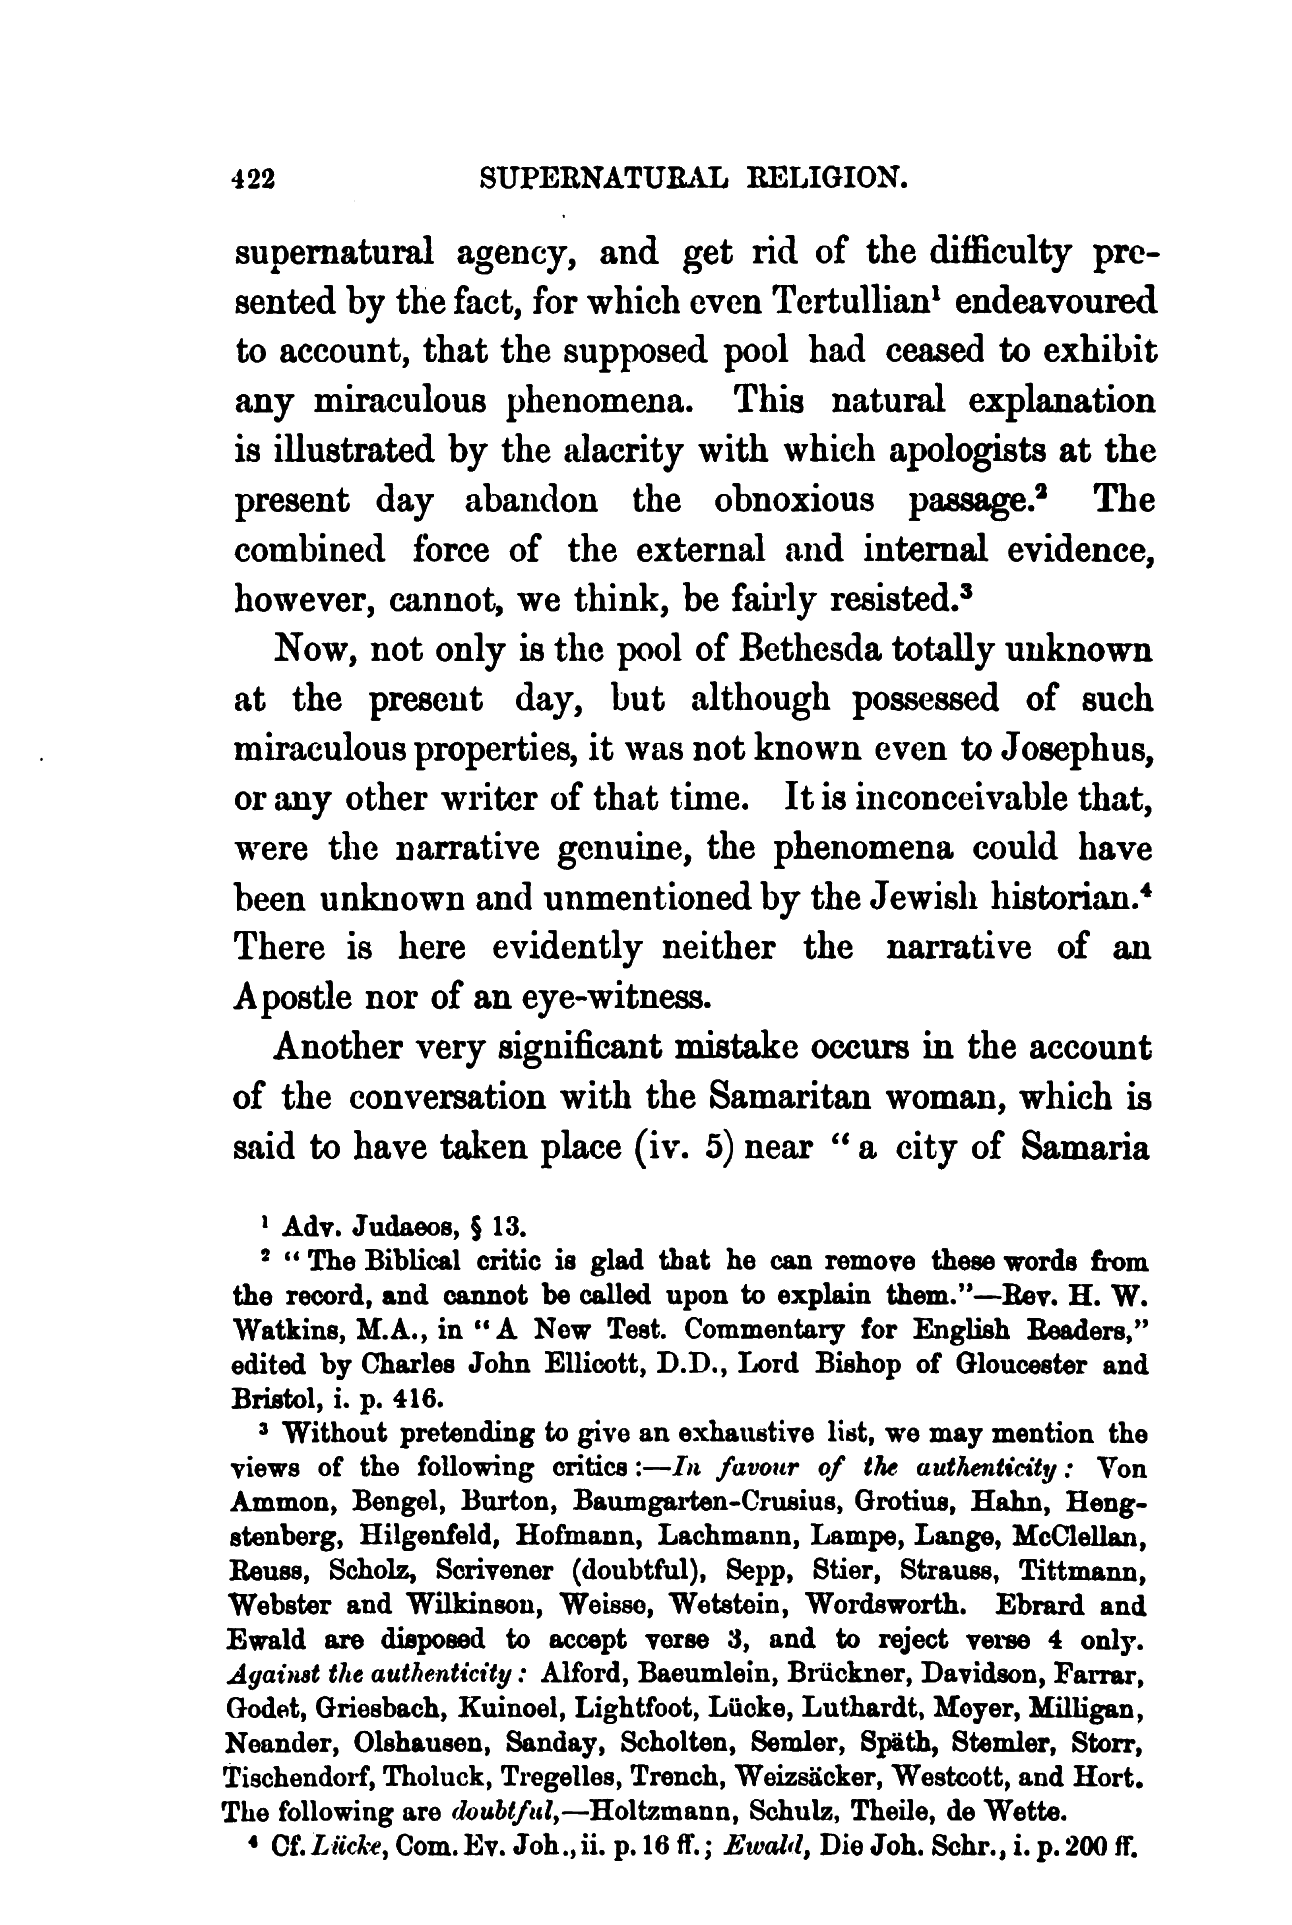 422 SUPERNATURAL RELIGION.
supernatural agency, and get rid of the difficulty pre-
sented by the fact, for which even Tertullian¹ endeavoured
to account, that the supposed pool had ceased to exhibit
any miraculous phenomena. This natural explanation
is illustrated by the alacrity with which apologists at the
present day abandon the obnoxious passage.² The
combined force of the external and internal evidence,
however, cannot, we think, be fairly resisted.³
Now, not only is the pool of Bethesda totally unknown
at the present day, but although possessed of such
miraculous properties, it was not known even to Josephus,
or any other writer of that time. It is inconceivable that,
were the narrative genuine, the phenomena could have
been unknown and unmentioned by the Jewish historian.⁴
There is here evidently neither the narrative of an
Apostle nor of an eye-witness.
Another very significant mistake occurs in the account
of the conversation with the Samaritan woman, which is
said to have taken place (iv. 5) near “a city of Samaria
¹ Adv. Judaeos, § 13.
² “The Biblical critic is glad that he can remove these words from
the record, and cannot be called upon to explain them.”—Rev. H. W.
Watkins, M.A., in “A New Test. Commentary for English Readers,”
edited by Charles John Ellicott, D.D., Lord Bishop of Gloucester and
Bristol, i. p. 416.
³ Without pretending to give an exhaustive list, we may mention the
views of the following critics:—In favour of the authenticity: Von
Ammon, Bengel, Burton, Baumgarten-Crusius, Grotius, Hahn, Heng-
stenberg, Hilgenfeld, Hofmann, Lachmann, Lampe, Lange, McClellan,
Reuss, Scholz, Scrivener (doubtful), Sepp, Stier, Strauss, Tittmann,
Webster and Wilkinson, Weisse, Wetstein, Wordsworth. Ebrard and
Ewald are disposed to accept verse 3, and to reject verse 4 only.
Against the authenticity: Alford, Baeumlein, Brückner, Davidson, Farrar,
Godet, Griesbach, Kuinoel, Lightfoot, Lücke, Luthardt, Meyer, Milligan,
Neander, Olshausen, Sanday, Scholten, Semler, Späth, Stemler, Storr,
Tischendorf, Tholuck, Tregelles, Trench, Weizsäcker, Westcott, and Hort.
The following are doubtful,—Holtzmann, Schulz, Theile, de Wette.
⁴ Cf. Lücke, Com. Ev. Joh., ii. p. 16 ff.; Ewald, Die Joh. Schr., i. p. 200 ff.